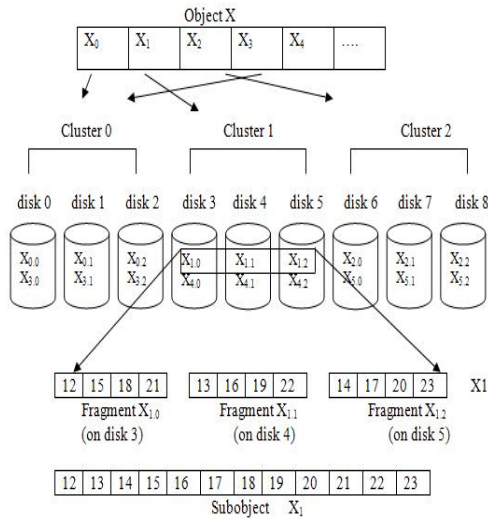 Object X
X0 X1 X2 X3 X4 ....
Cluster 0 Cluster 1 Cluster 2
disk 0 disk 1 disk 2 disk 3 disk 4 disk 5 disk 6 disk 7 disk 8
X0.0 X0.1 X0.2 X1.0 X1.1 X1.2 X2.0 X2.1 X2.2
X3.0 X3.1 X3.2 X4.0 X4.1 X4.2 X5.0 X5.1 X5.2
12 15 18 21 13 16 19 22 14 17 20 23 X1
Fragment X1.0 Fragment X1.1 Fragment X1.2
(on disk 3) (on disk 4) (on disk 5)
12 13 14 15 16 17 18 19 20 21 22 23
Subobject X1